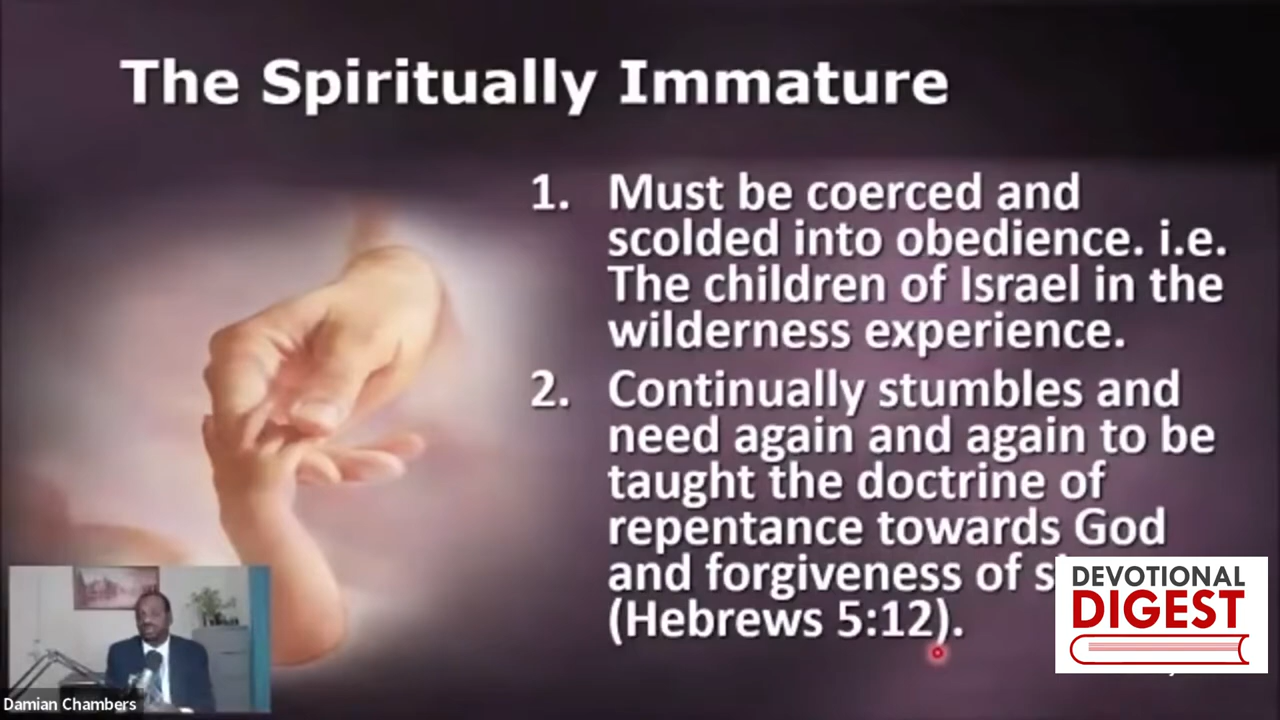 The Spiritually Immature
1. Must be coerced and
scolded into obedience. i.e.
The children of Israel in the
wilderness experience.
2. Continually stumbles and
need again and again to be
taught the doctrine of
repentance towards God
and forgiveness of
(Hebrews 5:12).
DEVOTIONAL
DIGEST
Damian Chambers